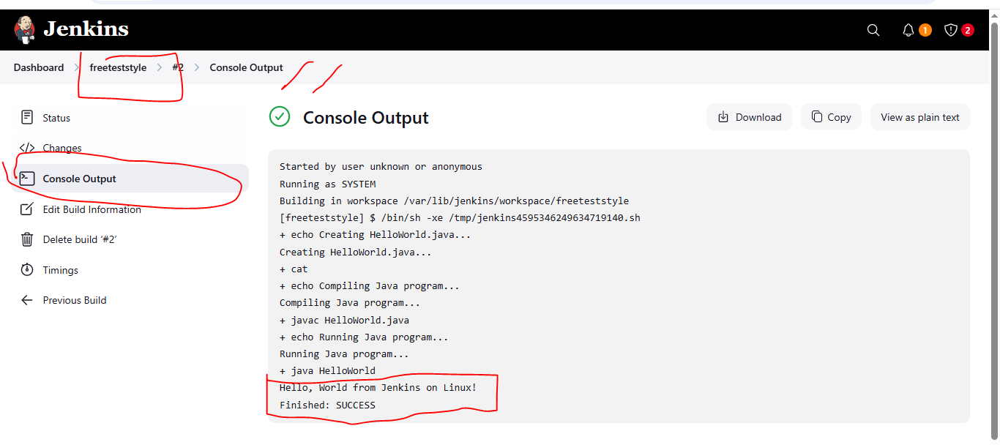 Jenkins
1
2
Dashboard > freeteststyle > #2 > Console Output
Status
Changes
Console Output
Edit Build Information
Delete build ‘#2’
Timings
Previous Build
Console Output
Download
Copy
View as plain text
Started by user unknown or anonymous
Running as SYSTEM
Building in workspace /var/lib/jenkins/workspace/freeteststyle
[freeteststyle] $ /bin/sh -xe /tmp/jenkins4595346249634719140.sh
+ echo Creating HelloWorld.java...
Creating HelloWorld.java...
+ cat
+ echo Compiling Java program...
Compiling Java program...
+ javac HelloWorld.java
+ echo Running Java program...
Running Java program...
+ java HelloWorld
Hello, World from Jenkins on Linux!
Finished: SUCCESS